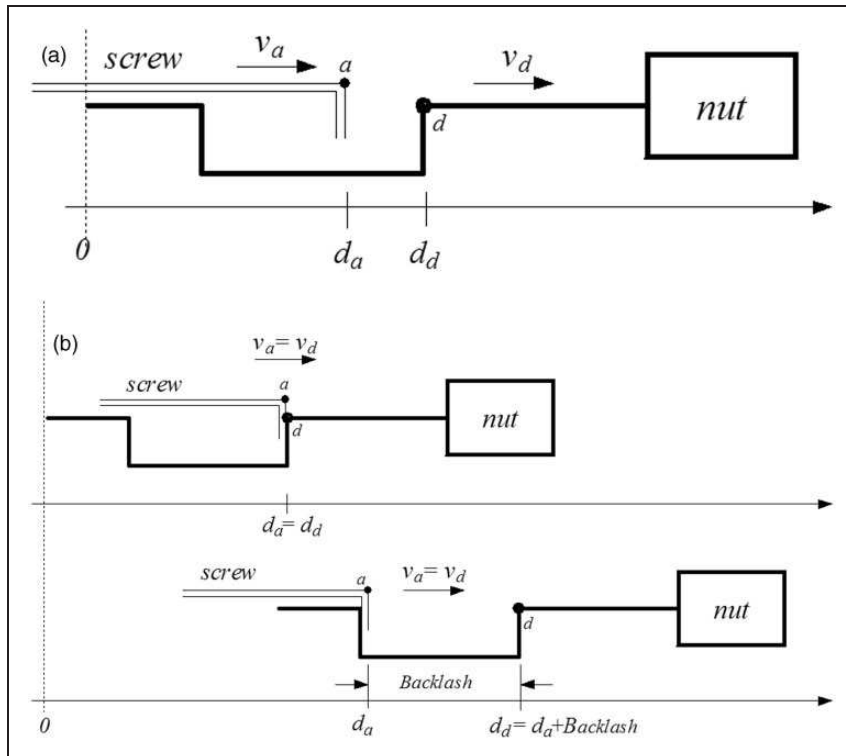 (a)
screw
v_a
a
v_d
d
nut
0
d_a
d_d
(b)
v_a = v_d
screw
a
d
nut
d_a = d_d
screw
a
v_a = v_d
d
nut
Backlash
0
d_a
d_d = d_a+Backlash